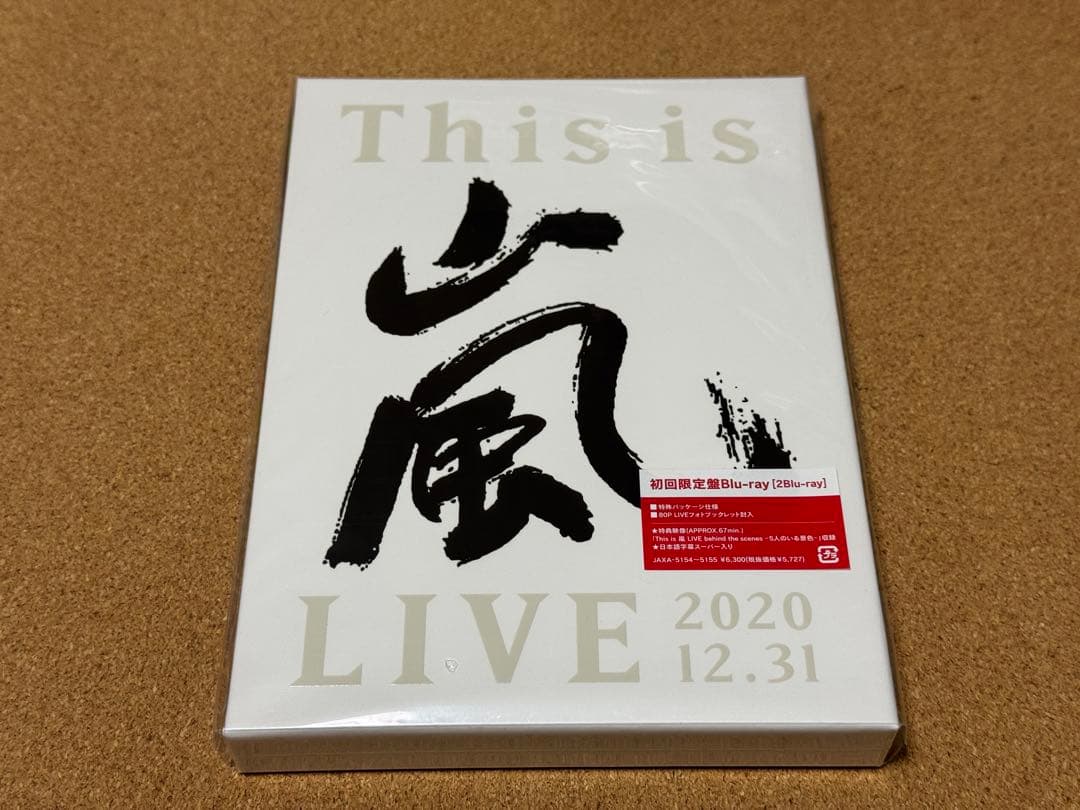 This is
嵐
LIVE 2020
12.31
初回限定盤Blu-ray[2Blu-ray]
■特殊パッケージ仕様
■80P LIVEフォトブックレット封入
★特典映像[APPROX.67min.]
「This is 嵐 LIVE behind the scenes -5人のいる景色-」収録
★日本語字幕スーパー入り
JAXA-5154~5155 ¥6,300(税抜価格¥5,727)
プラ